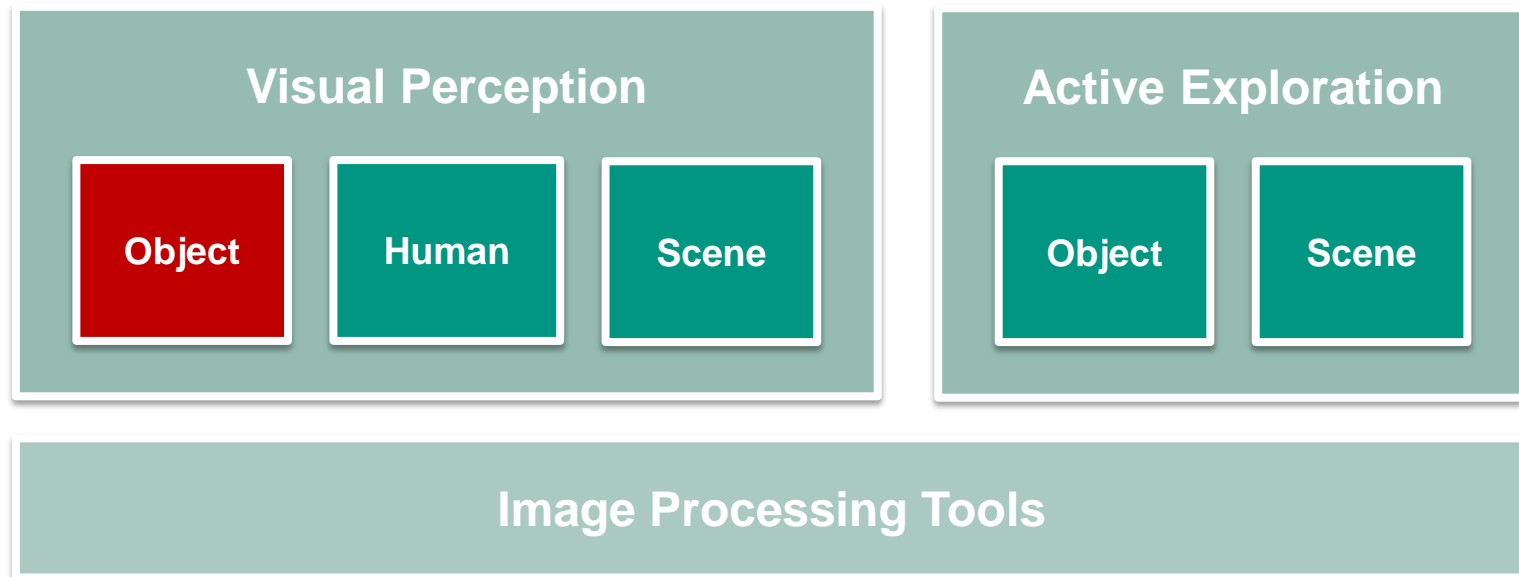 Visual Perception
Object
Human
Scene
Active Exploration
Object
Scene
Image Processing Tools